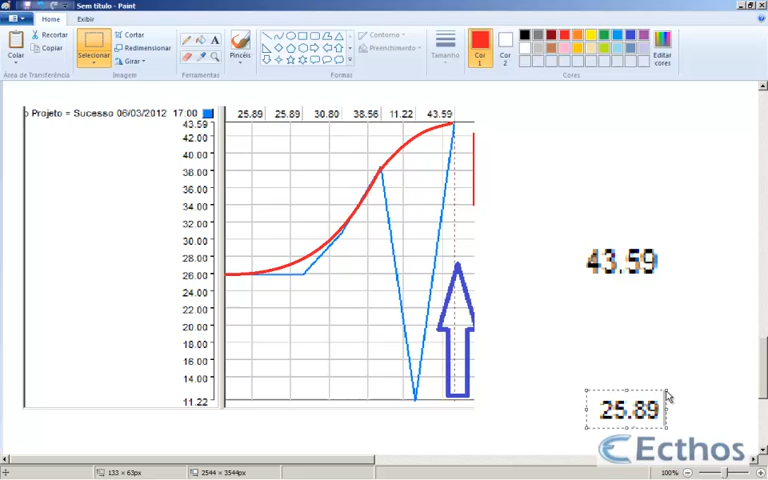 Sem título - Paint
Home
Exibir
Colar
Recortar
Copiar
Área de Transferência
Selecionar
Cortar
Redimensionar
Girar
Imagem
Ferramentas
Pincéis
Contorno
Preenchimento
Formas
Tamanho
Cor 1
Cor 2
Editar cores
Cores
o Projeto = Sucesso 06/03/2012 17:00
25.89 25.89 30.80 38.56 11.22 43.59
43.59
42.00
40.00
38.00
36.00
34.00
32.00
30.00
28.00
26.00
24.00
22.00
20.00
18.00
16.00
14.00
11.22
43.59
25.89
Ecthos
133 × 63px
2544 × 3544px
100%